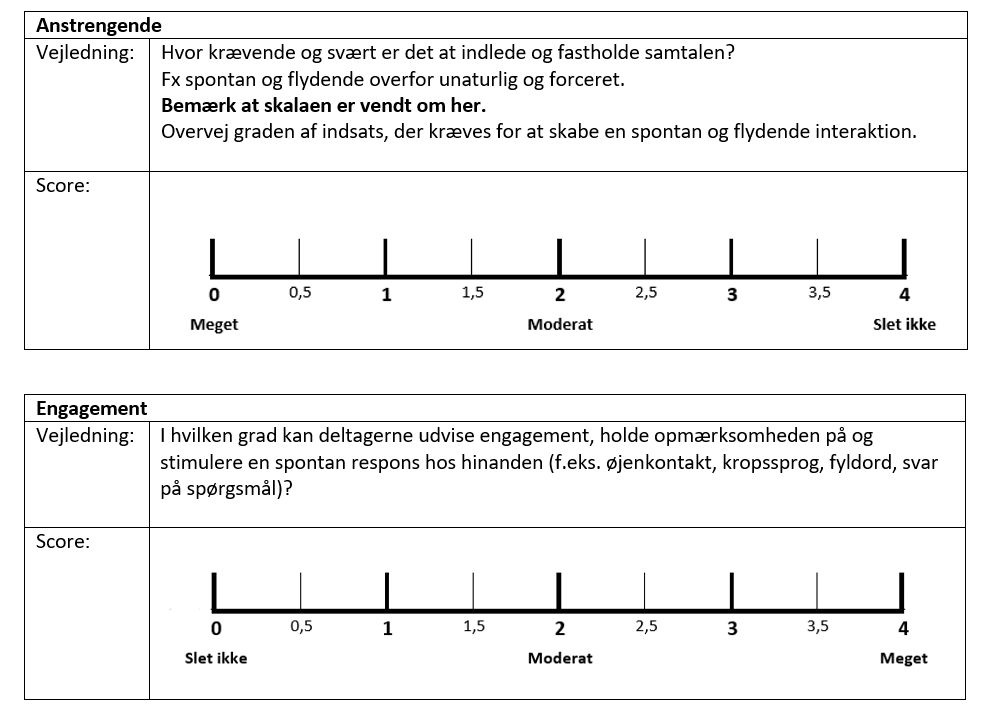 Anstrengende
Vejledning:
Hvor krævende og svært er det at indlede og fastholde samtalen?
Fx spontan og flydende overfor unaturlig og forceret.
Bemærk at skalaen er vendt om her.
Overvej graden af indsats, der kræves for at skabe en spontan og flydende interaktion.
Score:
0 0,5 1 1,5 2 2,5 3 3,5 4
Meget Moderat Slet ikke
Engagement
Vejledning:
I hvilken grad kan deltagerne udvise engagement, holde opmærksomheden på og
stimulere en spontan respons hos hinanden (f.eks. øjenkontakt, kropssprog, fyldord, svar
på spørgsmål)?
Score:
0 0,5 1 1,5 2 2,5 3 3,5 4
Slet ikke Moderat Meget